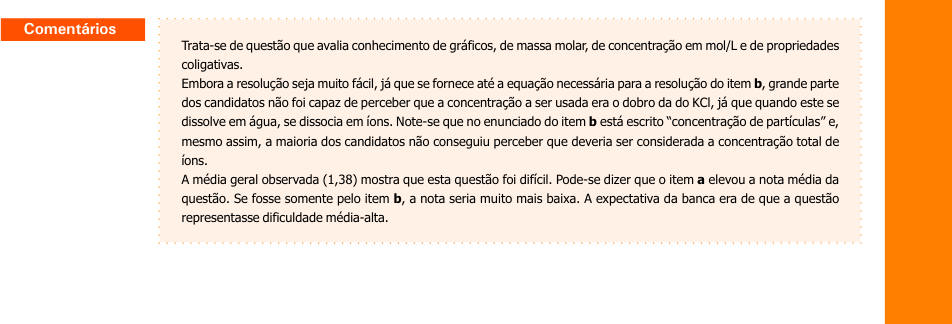 Comentários
Trata-se de questão que avalia conhecimento de gráficos, de massa molar, de concentração em mol/L e de propriedades
coligativas.
Embora a resolução seja muito fácil, já que se fornece até a equação necessária para a resolução do item b, grande parte
dos candidatos não foi capaz de perceber que a concentração a ser usada era o dobro da do KCl, já que quando este se
dissolve em água, se dissocia em íons. Note-se que no enunciado do item b está escrito “concentração de partículas” e,
mesmo assim, a maioria dos candidatos não conseguiu perceber que deveria ser considerada a concentração total de
íons.
A média geral observada (1,38) mostra que esta questão foi difícil. Pode-se dizer que o item a elevou a nota média da
questão. Se fosse somente pelo item b, a nota seria muito mais baixa. A expectativa da banca era de que a questão
representasse dificuldade média-alta.